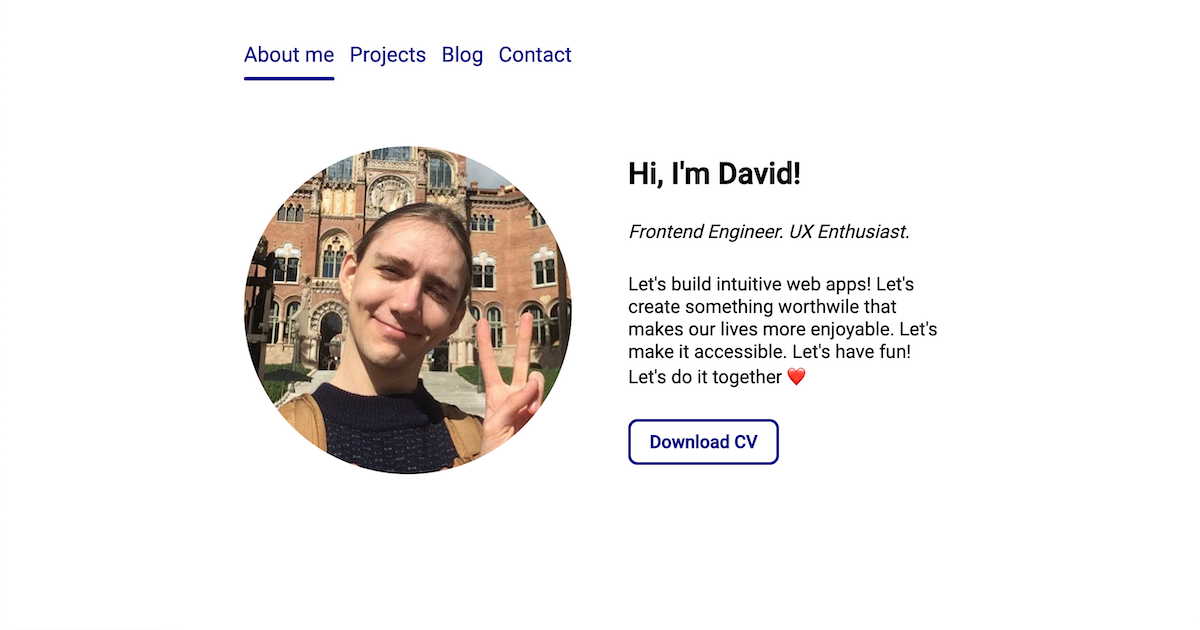 About me Projects Blog Contact
Hi, I'm David!
Frontend Engineer. UX Enthusiast.
Let's build intuitive web apps! Let's
create something worthwile that
makes our lives more enjoyable. Let's
make it accessible. Let's have fun!
Let's do it together ❤️
Download CV